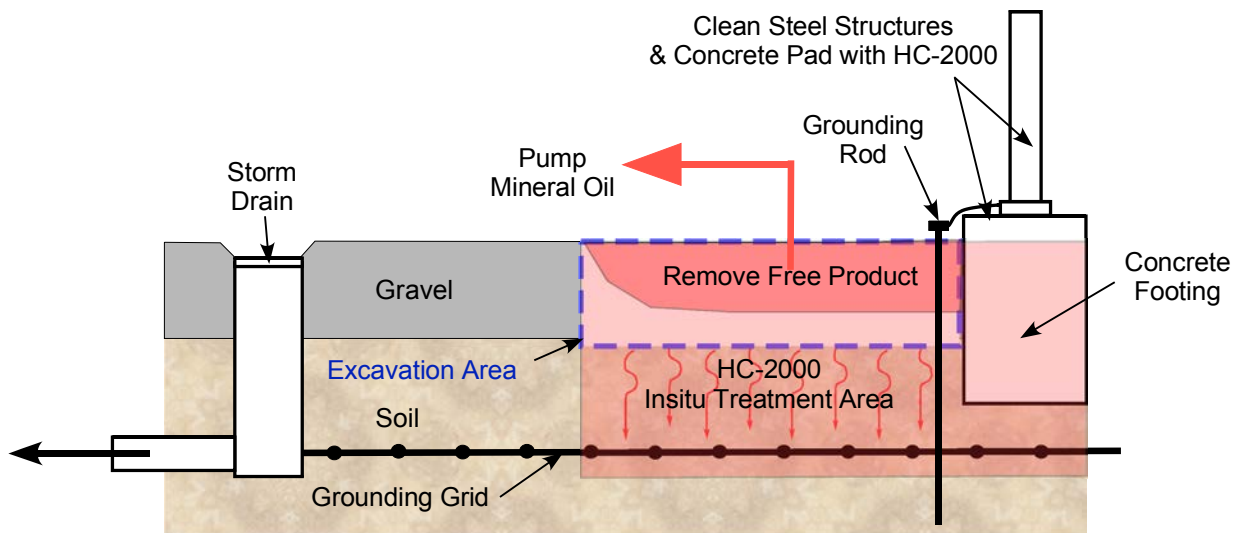 Clean Steel Structures
& Concrete Pad with HC-2000
Grounding
Rod
Pump
Mineral Oil
Storm
Drain
Remove Free Product
Gravel
Concrete
Footing
Excavation Area
HC-2000
Insitu Treatment Area
Soil
Grounding Grid